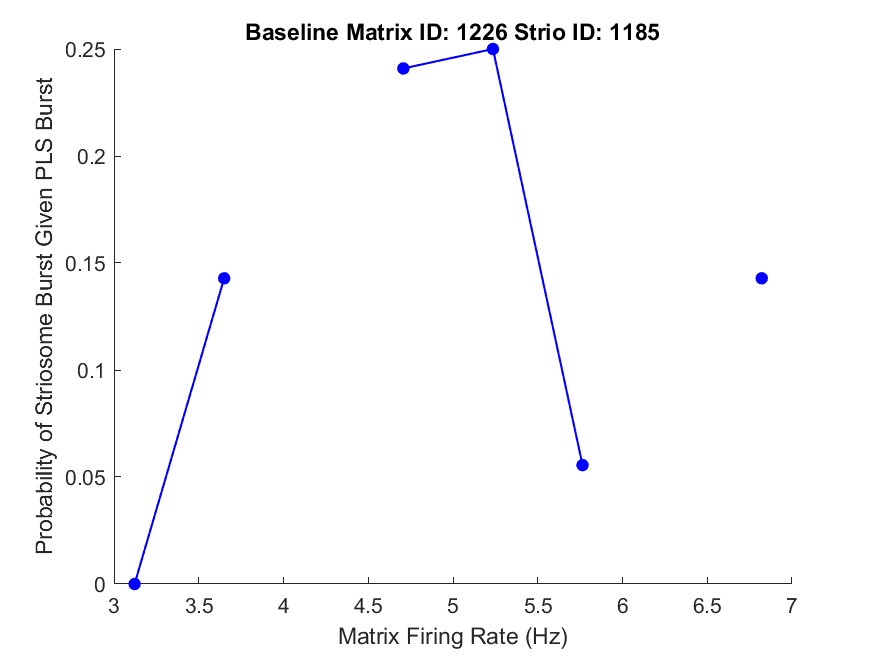 Baseline Matrix ID: 1226 Strio ID: 1185
Probability of Striosome Burst Given PLS Burst
0.25
0.2
0.15
0.1
0.05
0
3 3.5 4 4.5 5 5.5 6 6.5 7
Matrix Firing Rate (Hz)